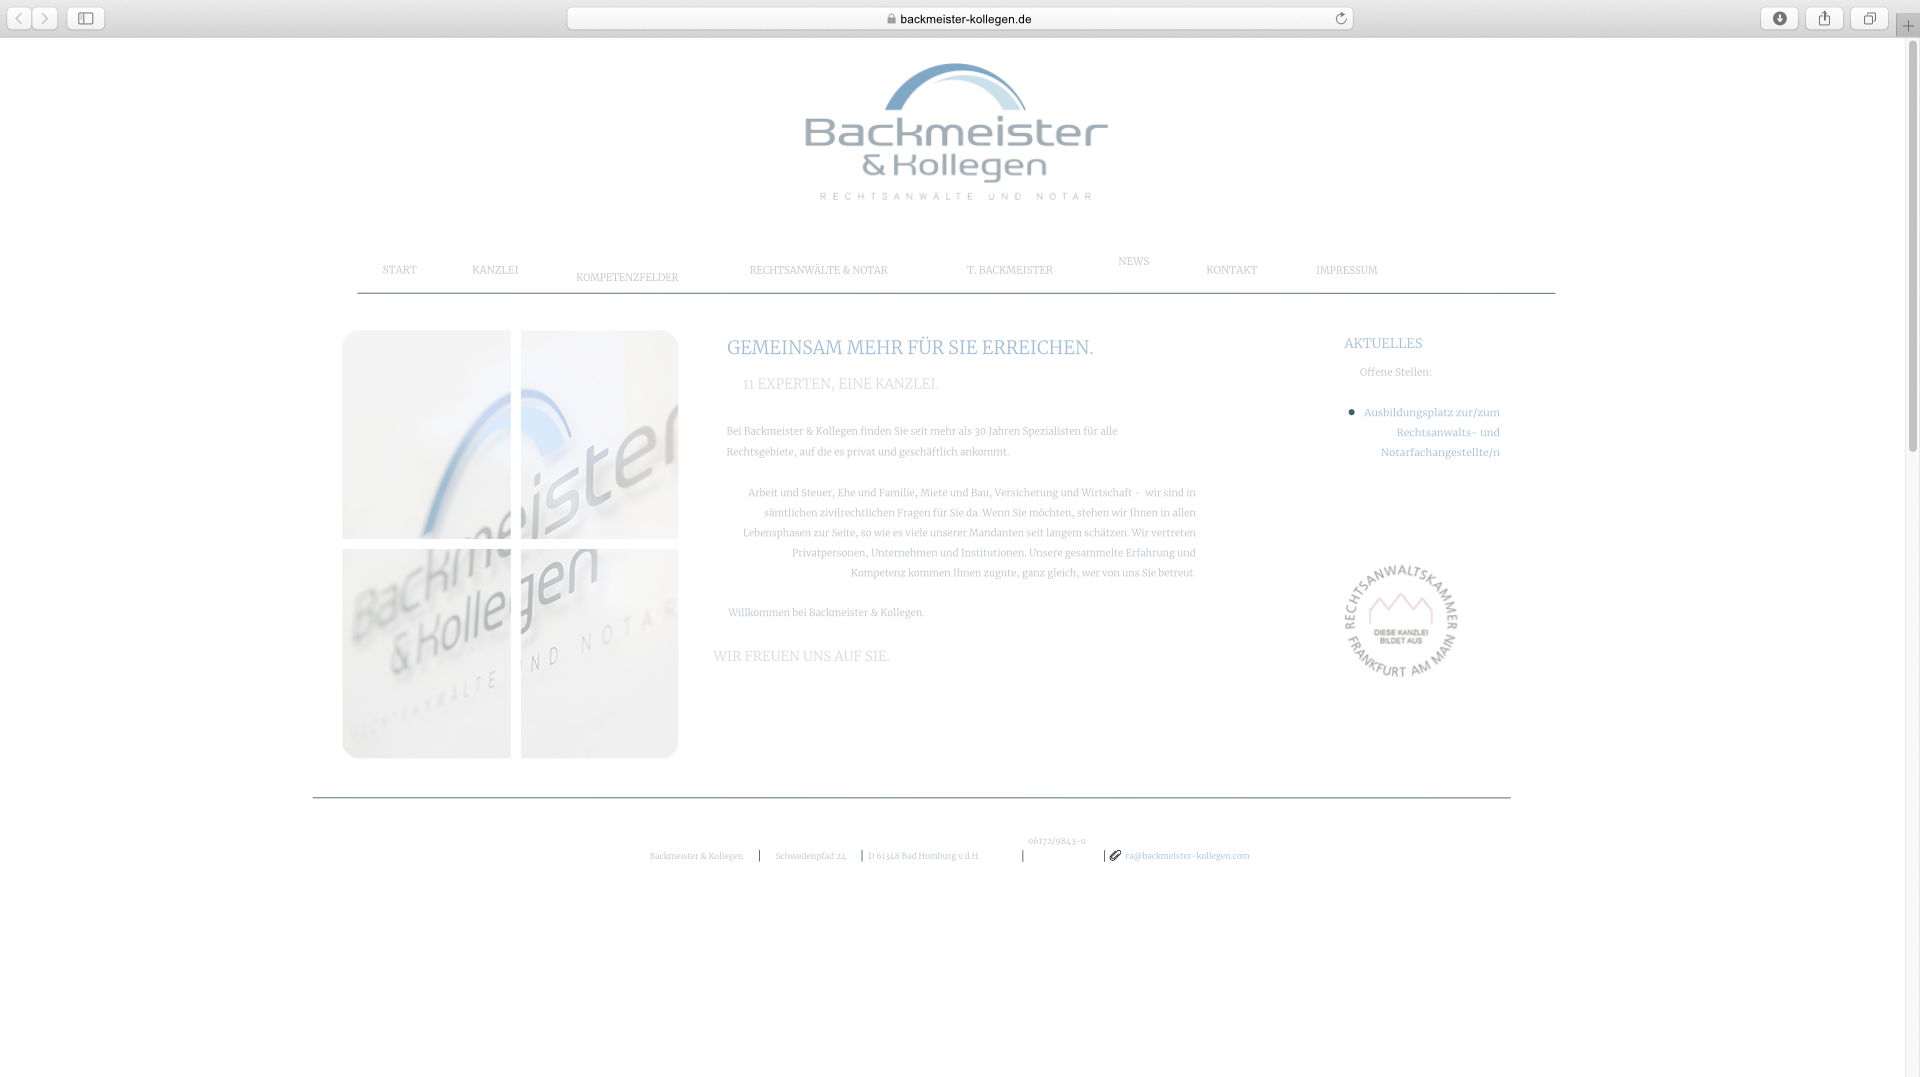 backmeister-kollegen.de
Backmeister
& Kollegen
RECHTSANWÄLTE UND NOTAR
START KANZLEI KOMPETENZFELDER RECHTSANWÄLTE & NOTAR T. BACKMEISTER NEWS KONTAKT IMPRESSUM
Backmeister
& Kollegen
RECHTSANWÄLTE UND NOTAR
GEMEINSAM MEHR FÜR SIE ERREICHEN.
11 EXPERTEN, EINE KANZLEI.
Bei Backmeister & Kollegen finden Sie seit mehr als 30 Jahren Spezialisten für alle
Rechtsgebiete, auf die es privat und geschäftlich ankommt.
Arbeit und Steuer, Ehe und Familie, Miete und Bau, Versicherung und Wirtschaft - wir sind in
sämtlichen zivilrechtlichen Fragen für Sie da. Wenn Sie möchten, stehen wir Ihnen in allen
Lebensphasen zur Seite, so wie es viele unserer Mandanten seit langem schätzen. Wir vertreten
Privatpersonen, Unternehmen und Institutionen. Unsere gesammelte Erfahrung und
Kompetenz kommen Ihnen zugute, ganz gleich, wer von uns Sie betreut.
Willkommen bei Backmeister & Kollegen.
WIR FREUEN UNS AUF SIE.
AKTUELLES
Offene Stellen:
Ausbildungsplatz zur/zum
Rechtsanwalts- und
Notarfachangestellte/n
RECHTSANWALTSKAMMER
DIESE KANZLEI
BILDET AUS
FRANKFURT AM MAIN
Backmeister & Kollegen | Schwedenpfad 24 | D 61348 Bad Homburg v.d.H. | 06172/9843-0 | ra@backmeister-kollegen.com